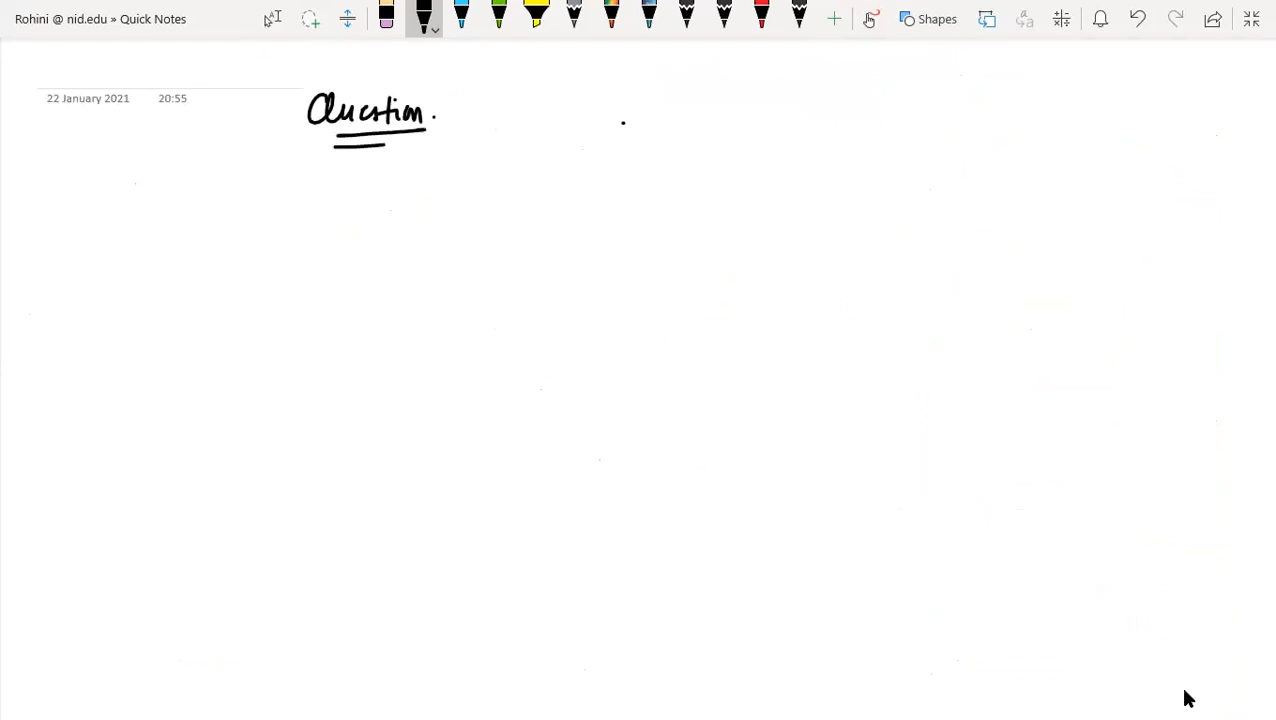 Rohini @ nid.edu » Quick Notes
Shapes
22 January 2021 20:55
Question.